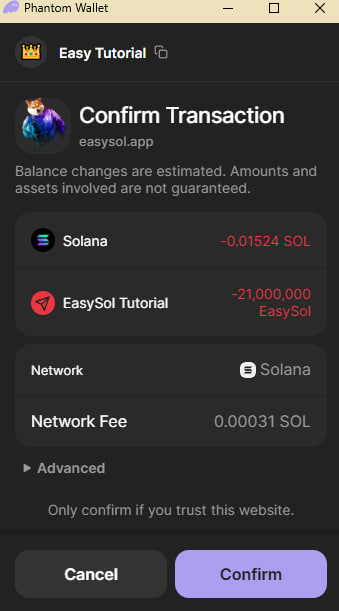 Phantom Wallet
Easy Tutorial
Confirm Transaction
easysol.app
Balance changes are estimated. Amounts and
assets involved are not guaranteed.
Solana
-0.01524 SOL
EasySol Tutorial
-21,000,000
EasySol
Network
Solana
Network Fee
0.00031 SOL
Advanced
Only confirm if you trust this website.
Cancel
Confirm